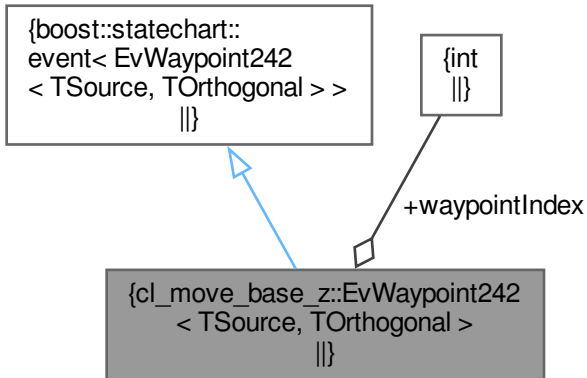 {boost::statechart::
event< EvWaypoint242
< TSource, TOrthogonal > >
||}
{int
||}
+waypointIndex
{cl_move_base_z::EvWaypoint242
< TSource, TOrthogonal >
||}